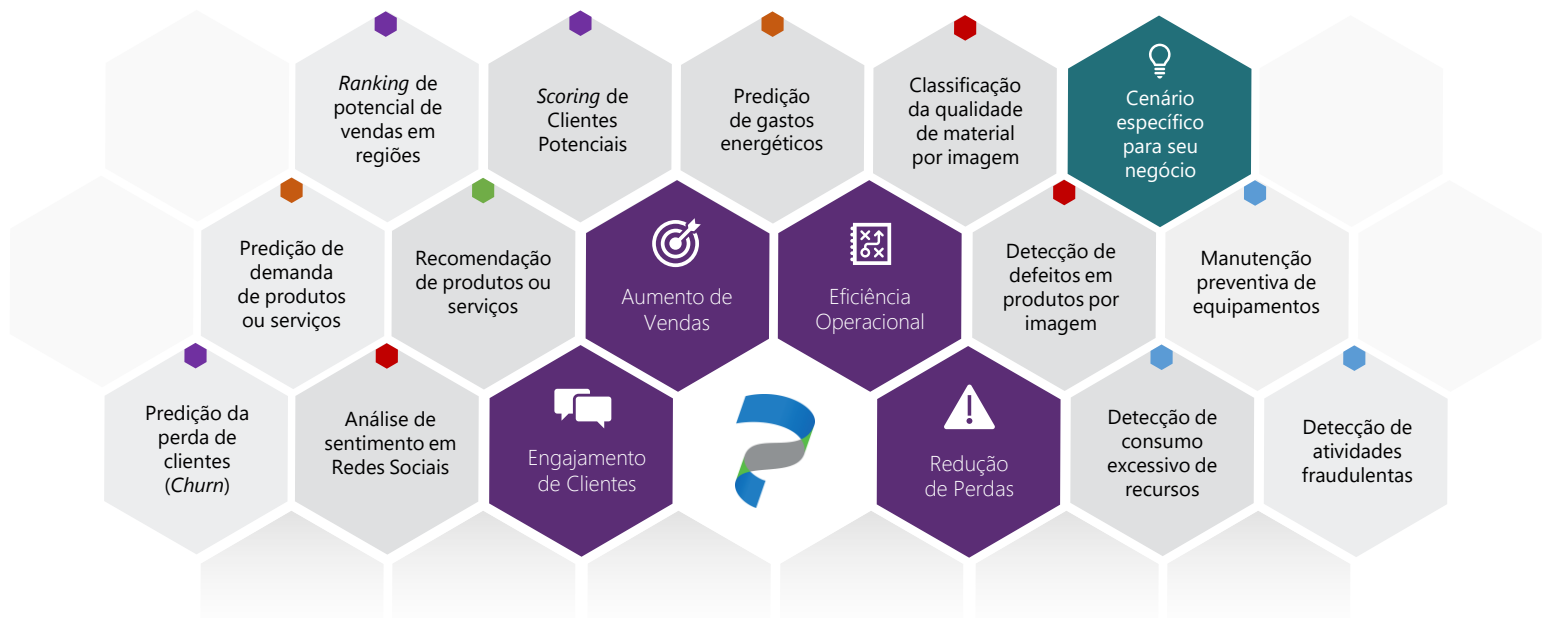 Ranking de
potencial de
vendas em
regiões
Scoring de
Clientes
Potenciais
Predição
de gastos
energéticos
Classificação
da qualidade
de material
por imagem
Cenário
específico
para seu
negócio
Predição de
demanda
de produtos
ou serviços
Recomendação
de produtos ou
serviços
Aumento de
Vendas
Eficiência
Operacional
Detecção de
defeitos em
produtos por
imagem
Manutenção
preventiva de
equipamentos
Predição da
perda de
clientes
(Churn)
Análise de
sentimento em
Redes Sociais
Engajamento
de Clientes
Redução
de Perdas
Detecção de
consumo
excessivo de
recursos
Detecção de
atividades
fraudulentas